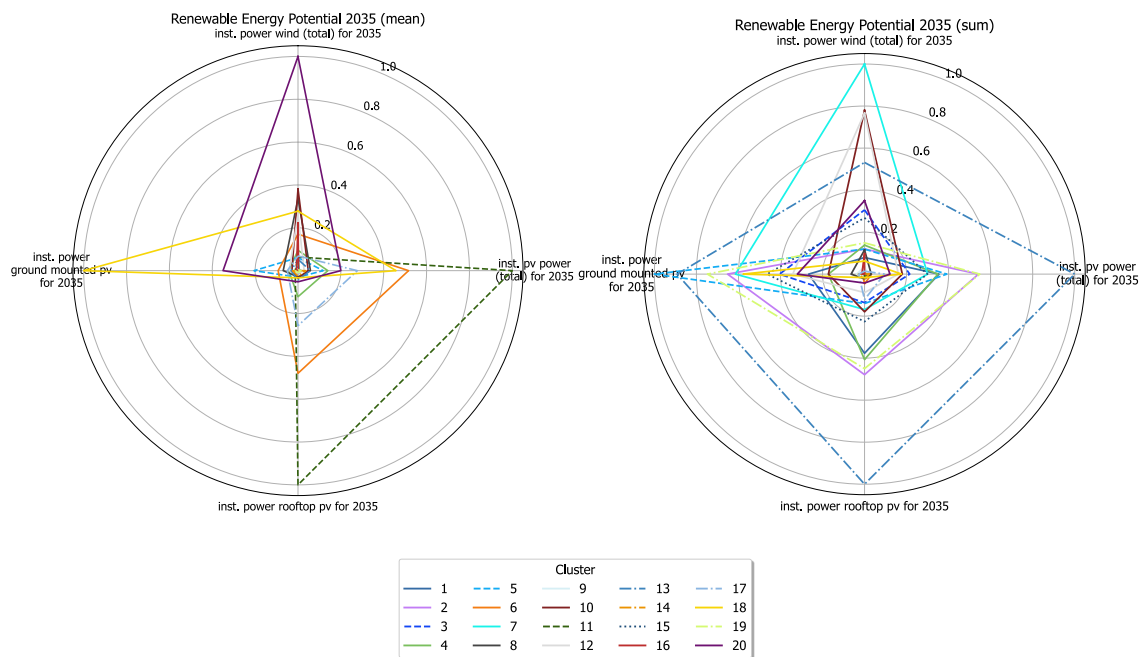 Renewable Energy Potential 2035 (mean)
inst. power wind (total) for 2035
1.0
0.8
0.6
0.4
0.2
inst. power
ground mounted pv
for 2035
inst. pv power
(total) for 2035
inst. power rooftop pv for 2035
Renewable Energy Potential 2035 (sum)
inst. power wind (total) for 2035
1.0
0.8
0.6
0.4
0.2
inst. power
ground mounted pv
for 2035
inst. pv power
(total) for 2035
inst. power rooftop pv for 2035
Cluster
1 5 9 13 17
2 6 10 14 18
3 7 11 15 19
4 8 12 16 20